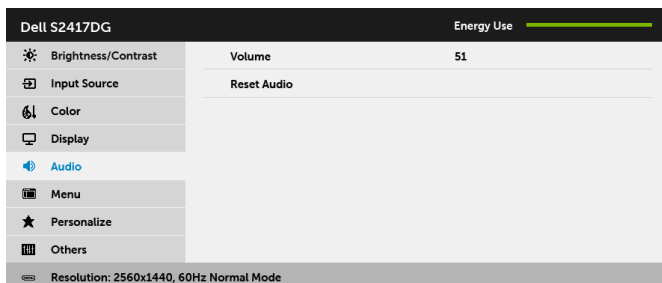 Dell S2417DG Energy Use
Brightness/Contrast Volume 51
Input Source Reset Audio
Color
Display
Audio
Menu
Personalize
Others
Resolution: 2560x1440, 60Hz Normal Mode